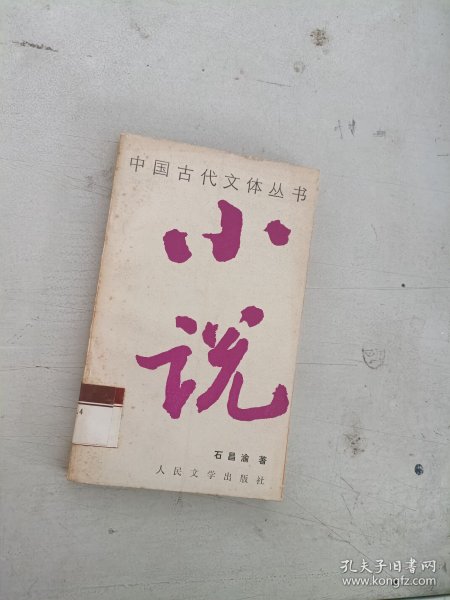 中国古代文体丛书
小
说
石昌渝 著
人民文学出版社
孔夫子旧书网
www.kongfz.com